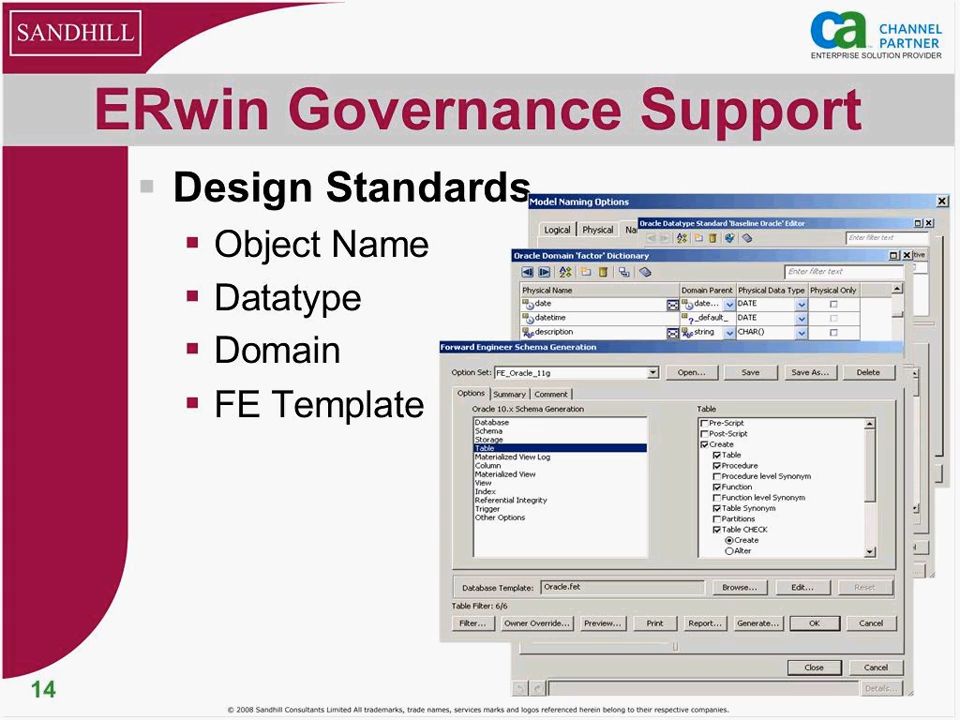 SANDHILL
ca CHANNEL
PARTNER
ENTERPRISE SOLUTION PROVIDER
ERwin Governance Support
Design Standards
Object Name
Datatype
Domain
FE Template
Model Naming Options
Logical Physical Na
Oracle Datatype Standard 'Baseline Oracle' Editor
Enter filter text
Oracle Domain 'factor' Dictionary
Enter filter text
Physical Name Domain Parent Physical Data Type Physical Only
date date... DATE
datetime _default_ DATE
description string CHAR()
Forward Engineer Schema Generation
Option Set: FE_Oracle_11g Open... Save Save As... Delete
Options Summary Comment
Oracle 10.x Schema Generation
Database
Schema
Storage
Table
Materialized View Log
Column
Materialized View
View
Index
Referential Integrity
Trigger
Other Options
Table
Pre-Script
Post-Script
Create
Table
Procedure
Procedure level Synonym
Function
Function level Synonym
Table Synonym
Partitions
Table CHECK
Create
Alter
Database Template: Oracle.fet Browse... Edit... Reset
Table Filter: 6/6
Filter... Owner Override... Preview... Print Report... Generate... OK Cancel
Close Cancel
Details...
14
© 2008 Sandhill Consultants Limited All trademarks, trade names, services marks and logos referenced herein belong to their respective companies.